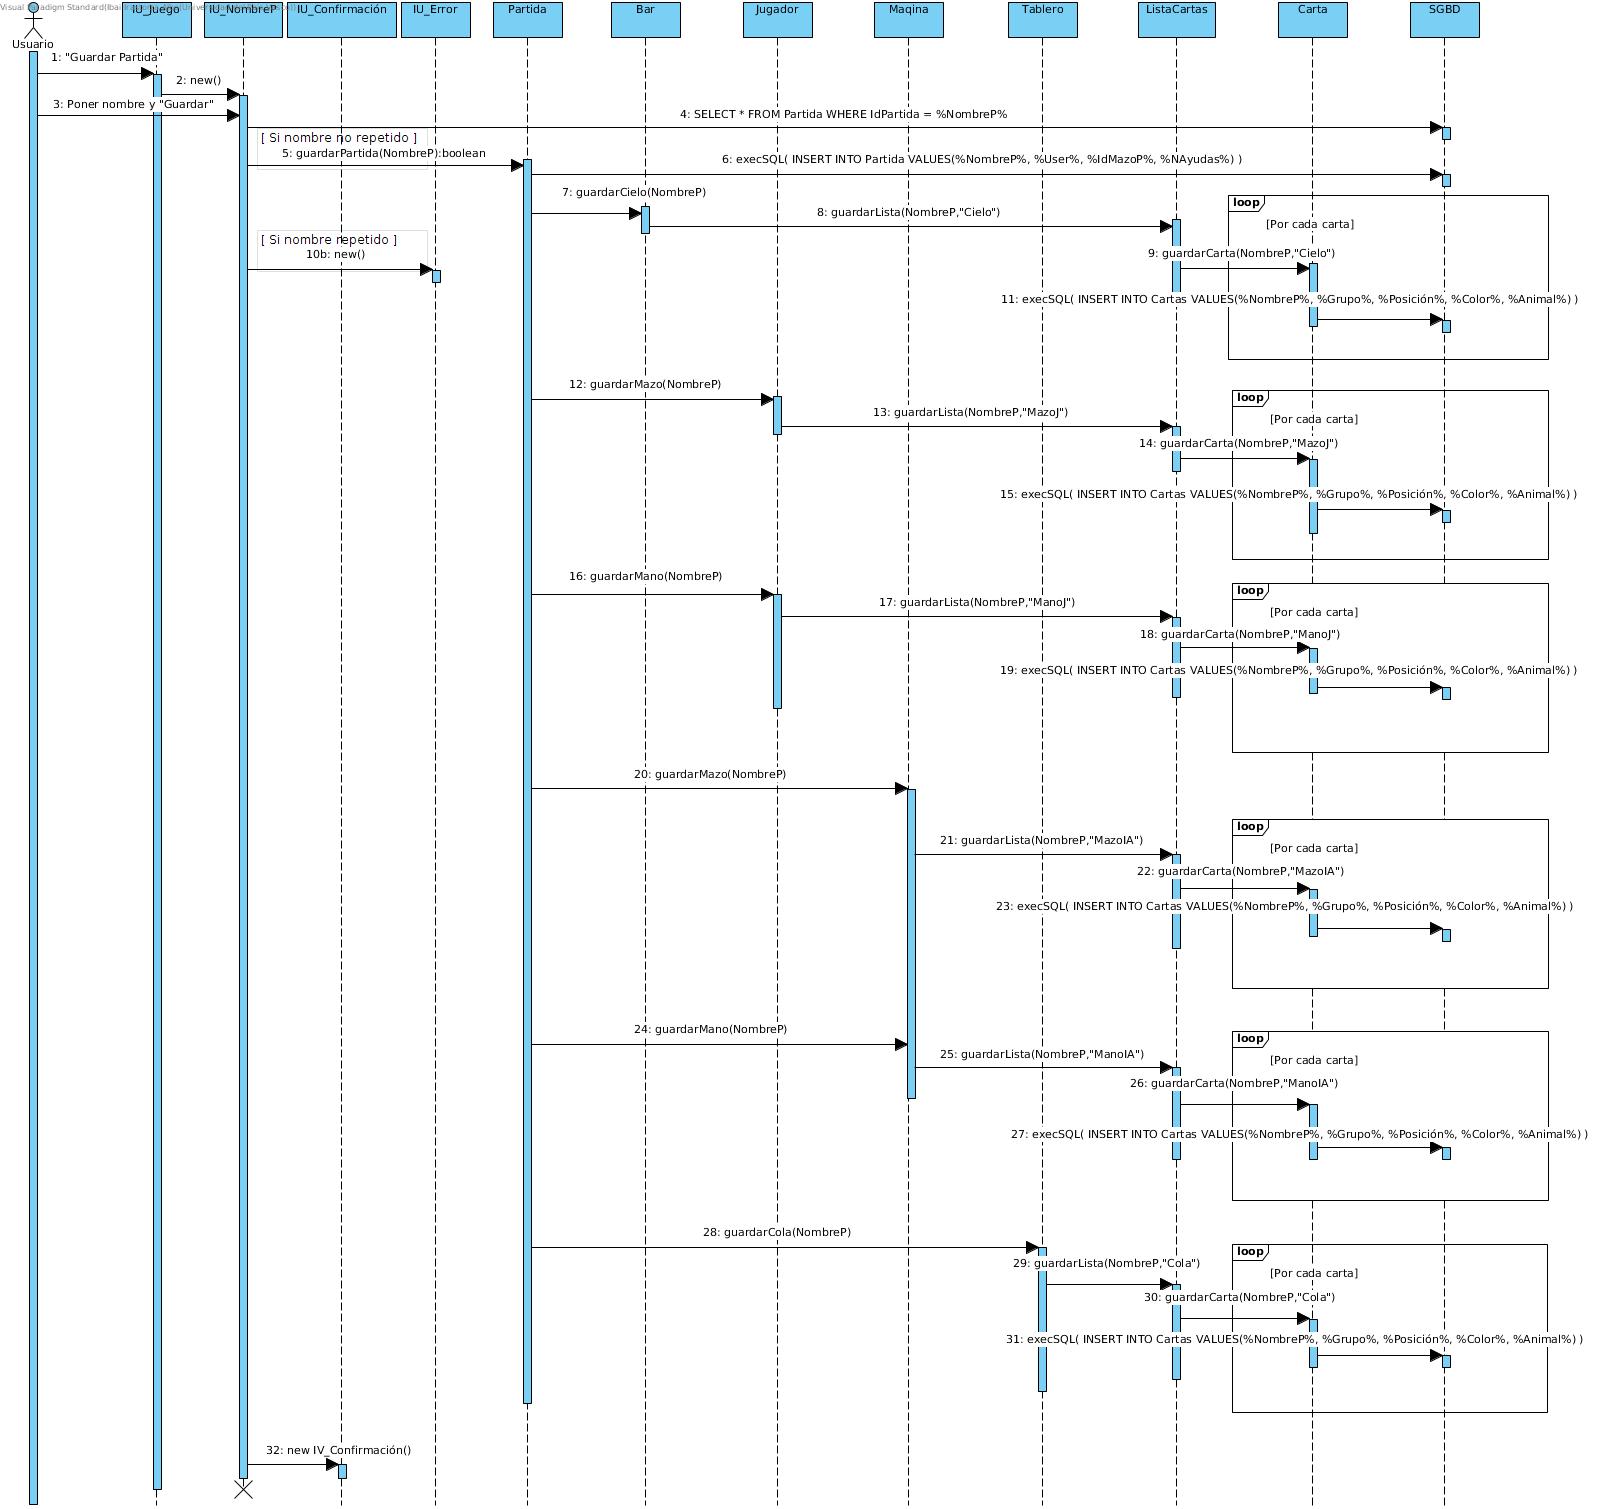 Visual Paradigm Standard
IU_Juego
IU_NombreP
IU_Confirmación
IU_Error
Partida
Bar
Jugador
Maqina
Tablero
ListaCartas
Carta
SGBD
Usuario
1: "Guardar Partida"
2: new()
3: Poner nombre y "Guardar"
4: SELECT * FROM Partida WHERE IdPartida = %NombreP%
[ Si nombre no repetido ]
5: guardarPartida(NombreP):boolean
6: execSQL( INSERT INTO Partida VALUES(%NombreP%, %User%, %IdMazoP%, %NAyudas%) )
7: guardarCielo(NombreP)
loop
8: guardarLista(NombreP,"Cielo")
[Por cada carta]
[ Si nombre repetido ]
10b: new()
9: guardarCarta(NombreP,"Cielo")
11: execSQL( INSERT INTO Cartas VALUES(%NombreP%, %Grupo%, %Posición%, %Color%, %Animal%) )
12: guardarMazo(NombreP)
loop
13: guardarLista(NombreP,"MazoJ")
[Por cada carta]
14: guardarCarta(NombreP,"MazoJ")
15: execSQL( INSERT INTO Cartas VALUES(%NombreP%, %Grupo%, %Posición%, %Color%, %Animal%) )
16: guardarMano(NombreP)
loop
17: guardarLista(NombreP,"ManoJ")
[Por cada carta]
18: guardarCarta(NombreP,"ManoJ")
19: execSQL( INSERT INTO Cartas VALUES(%NombreP%, %Grupo%, %Posición%, %Color%, %Animal%) )
20: guardarMazo(NombreP)
loop
21: guardarLista(NombreP,"MazoIA")
[Por cada carta]
22: guardarCarta(NombreP,"MazoIA")
23: execSQL( INSERT INTO Cartas VALUES(%NombreP%, %Grupo%, %Posición%, %Color%, %Animal%) )
24: guardarMano(NombreP)
loop
25: guardarLista(NombreP,"ManoIA")
[Por cada carta]
26: guardarCarta(NombreP,"ManoIA")
27: execSQL( INSERT INTO Cartas VALUES(%NombreP%, %Grupo%, %Posición%, %Color%, %Animal%) )
28: guardarCola(NombreP)
loop
29: guardarLista(NombreP,"Cola")
[Por cada carta]
30: guardarCarta(NombreP,"Cola")
31: execSQL( INSERT INTO Cartas VALUES(%NombreP%, %Grupo%, %Posición%, %Color%, %Animal%) )
32: new IV_Confirmación()